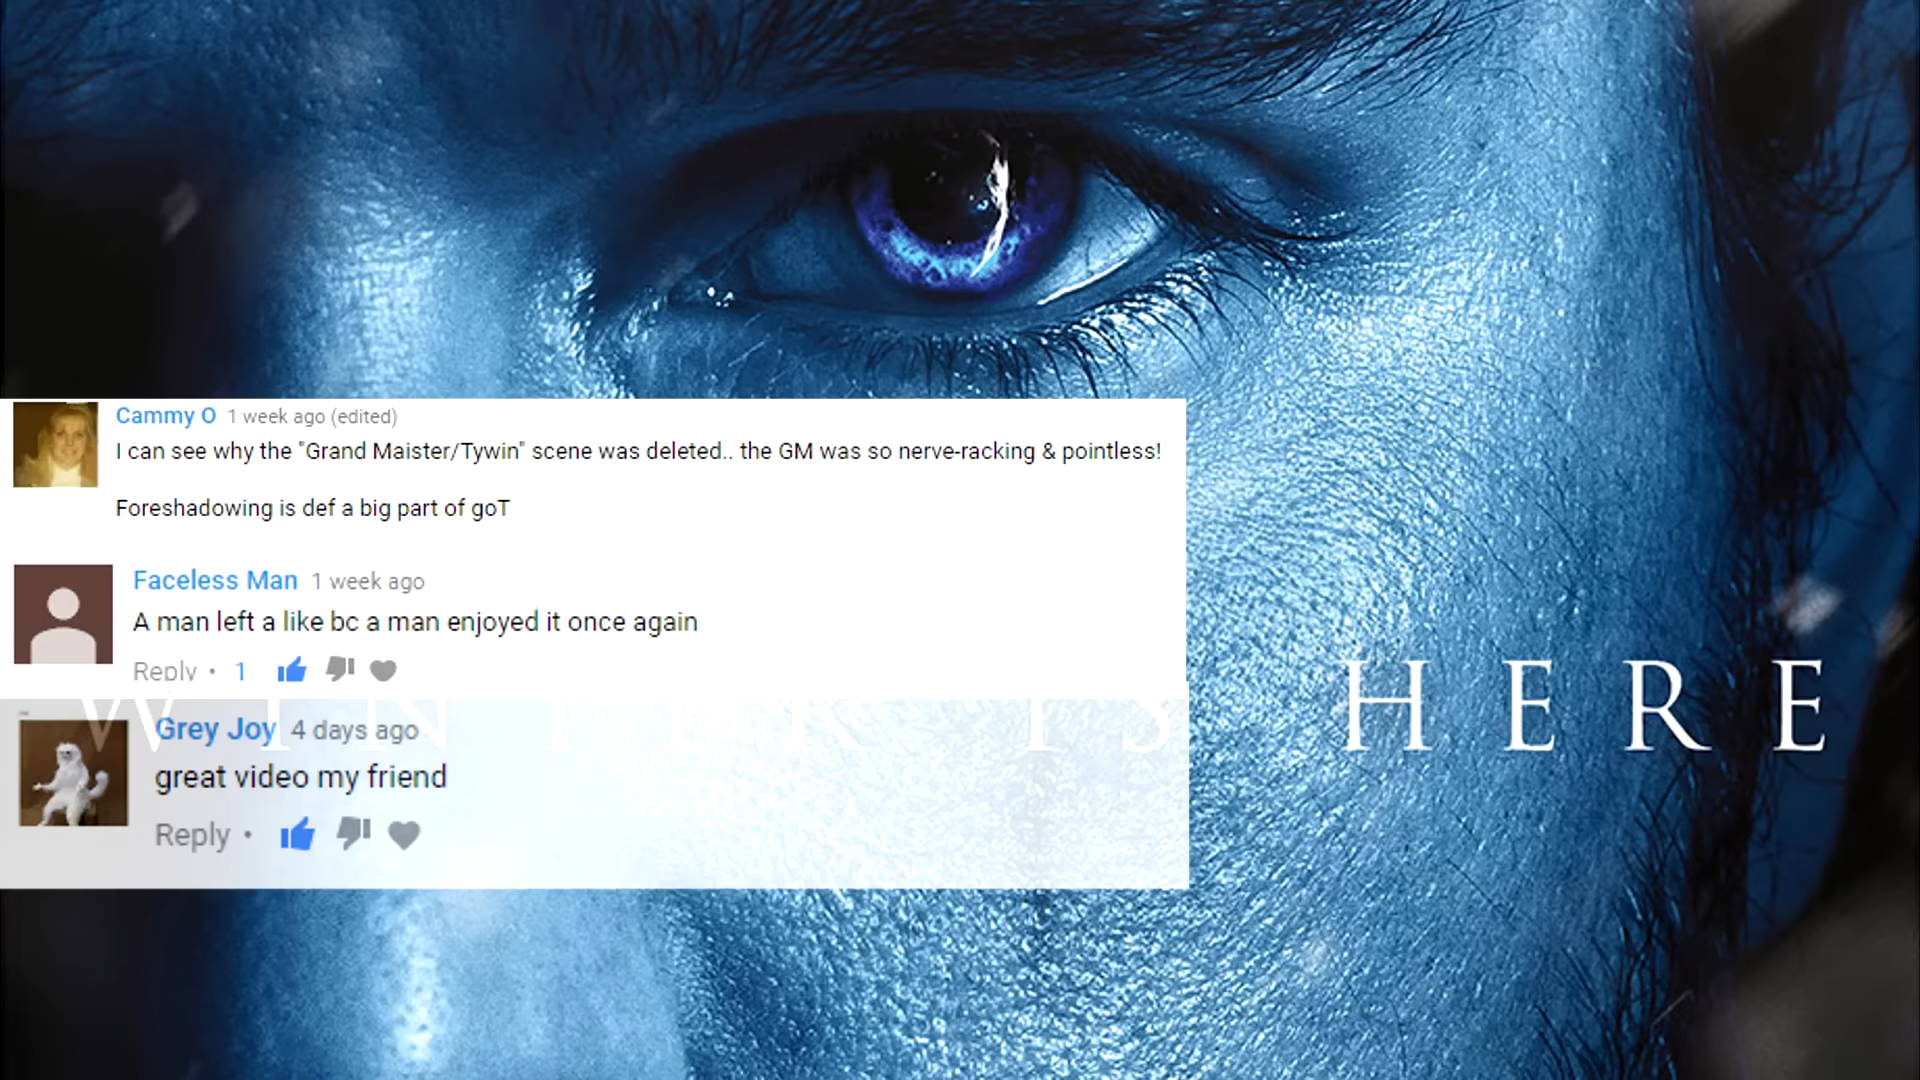 Cammy O 1 week ago (edited)
I can see why the "Grand Maister/Tywin" scene was deleted.. the GM was so nerve-racking & pointless!
Foreshadowing is def a big part of goT
Faceless Man 1 week ago
A man left a like bc a man enjoyed it once again
Reply • 1
WINTER IS HERE
Grey Joy 4 days ago
great video my friend
Reply •